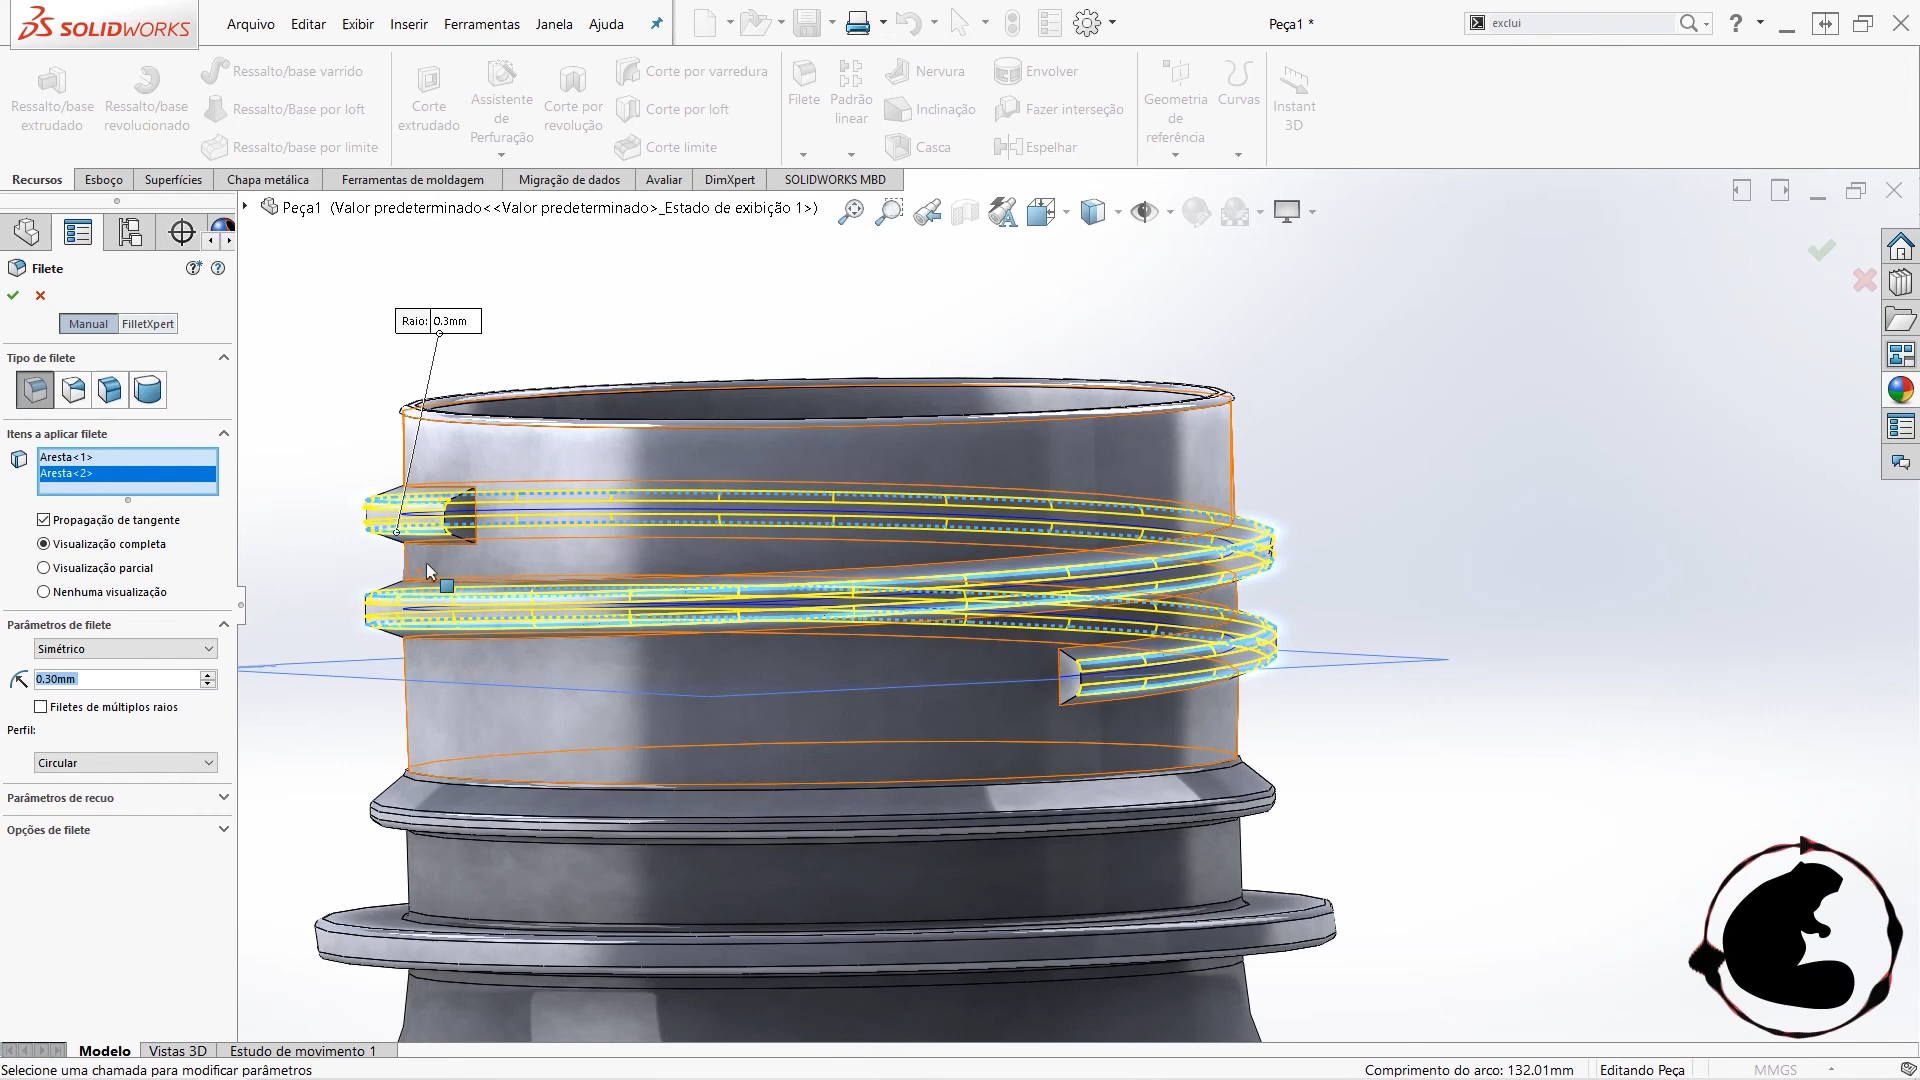 SOLIDWORKS
Arquivo Editar Exibir Inserir Ferramentas Janela Ajuda
Peça1 *
exclui
Ressalto/base extrudado
Ressalto/base revolucionado
Ressalto/base varrido
Ressalto/Base por loft
Ressalto/base por limite
Corte extrudado
Assistente de Perfuração
Corte por revolução
Corte por varredura
Corte por loft
Corte limite
Filete
Padrão linear
Nervura
Inclinação
Casca
Envolver
Fazer interseção
Espelhar
Geometria de referência
Curvas
Instant 3D
Recursos Esboço Superfícies Chapa metálica Ferramentas de moldagem Migração de dados Avaliar DimXpert SOLIDWORKS MBD
Peça1 (Valor predeterminado<<Valor predeterminado>_Estado de exibição 1>)
Filete
Manual FilletXpert
Tipo de filete
Itens a aplicar filete
Aresta<1>
Aresta<2>
Propagação de tangente
Visualização completa
Visualização parcial
Nenhuma visualização
Parâmetros de filete
Simétrico
0.30mm
Filetes de múltiplos raios
Perfil:
Circular
Parâmetros de recuo
Opções de filete
Raio: 0.3mm
Modelo Vistas 3D Estudo de movimento 1
Selecione uma chamada para modificar parâmetros
Comprimento do arco: 132.01mm
Editando Peça
MMGS